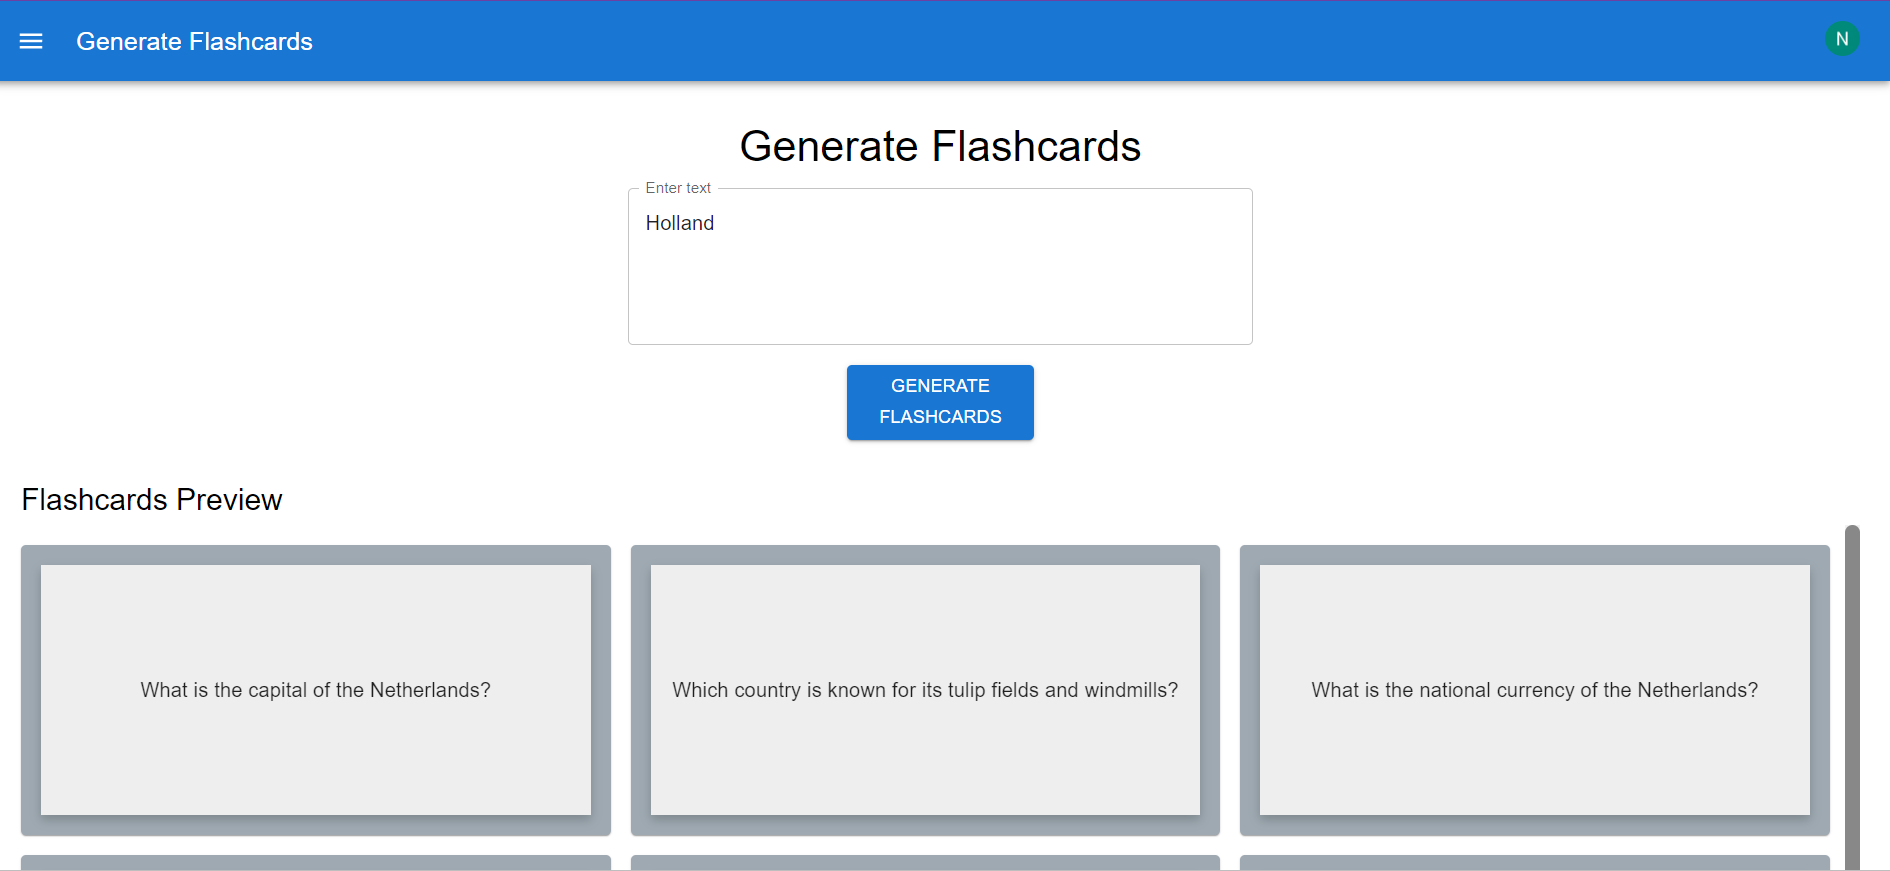 Generate Flashcards
N
Generate Flashcards
Enter text
Holland
GENERATE
FLASHCARDS
Flashcards Preview
What is the capital of the Netherlands?
Which country is known for its tulip fields and windmills?
What is the national currency of the Netherlands?